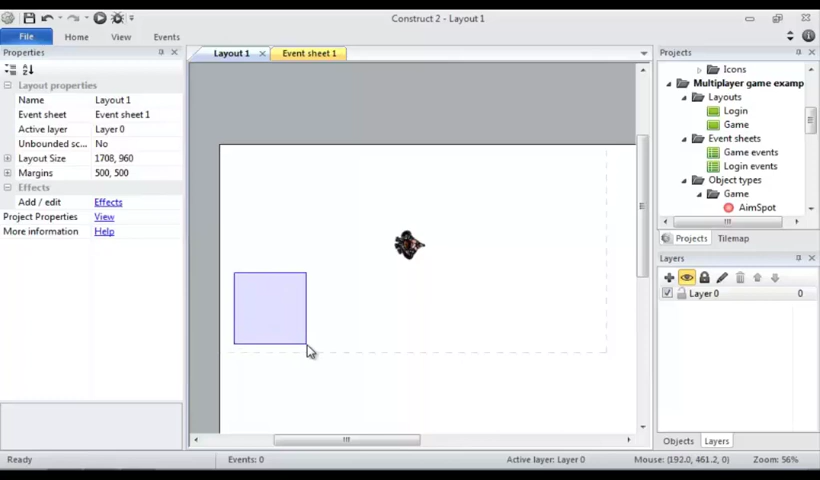 Construct 2 - Layout 1
File Home View Events
Properties
Layout 1 Event sheet 1
Projects
Layout properties
Name Layout 1
Event sheet Event sheet 1
Active layer Layer 0
Unbounded sc... No
Layout Size 1708, 960
Margins 500, 500
Effects
Add / edit Effects
Project Properties View
More information Help
Icons
Multiplayer game examp
Layouts
Login
Game
Event sheets
Game events
Login events
Object types
Game
AimSpot
Projects Tilemap
Layers
Layer 0 0
Objects Layers
Ready Events: 0 Active layer: Layer 0 Mouse: (192.0, 461.2, 0) Zoom: 56%